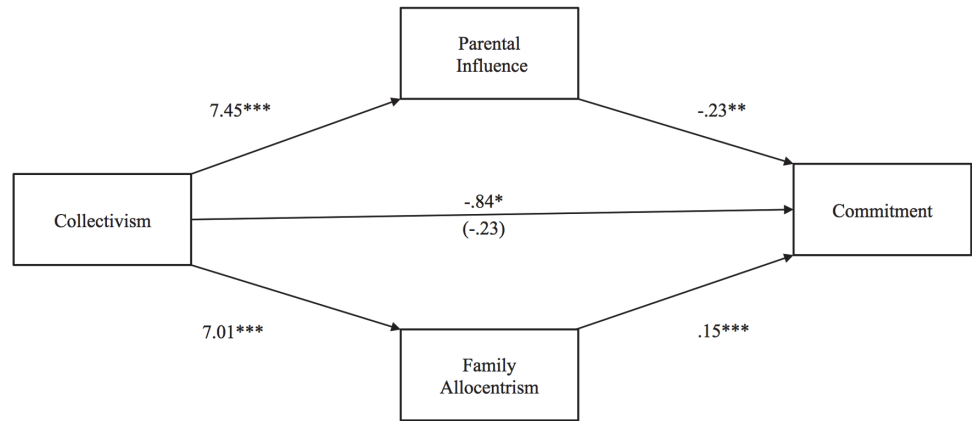 Parental
Influence
7.45***
-.23**
Collectivism
-.84*
(-.23)
Commitment
7.01***
.15***
Family
Allocentrism